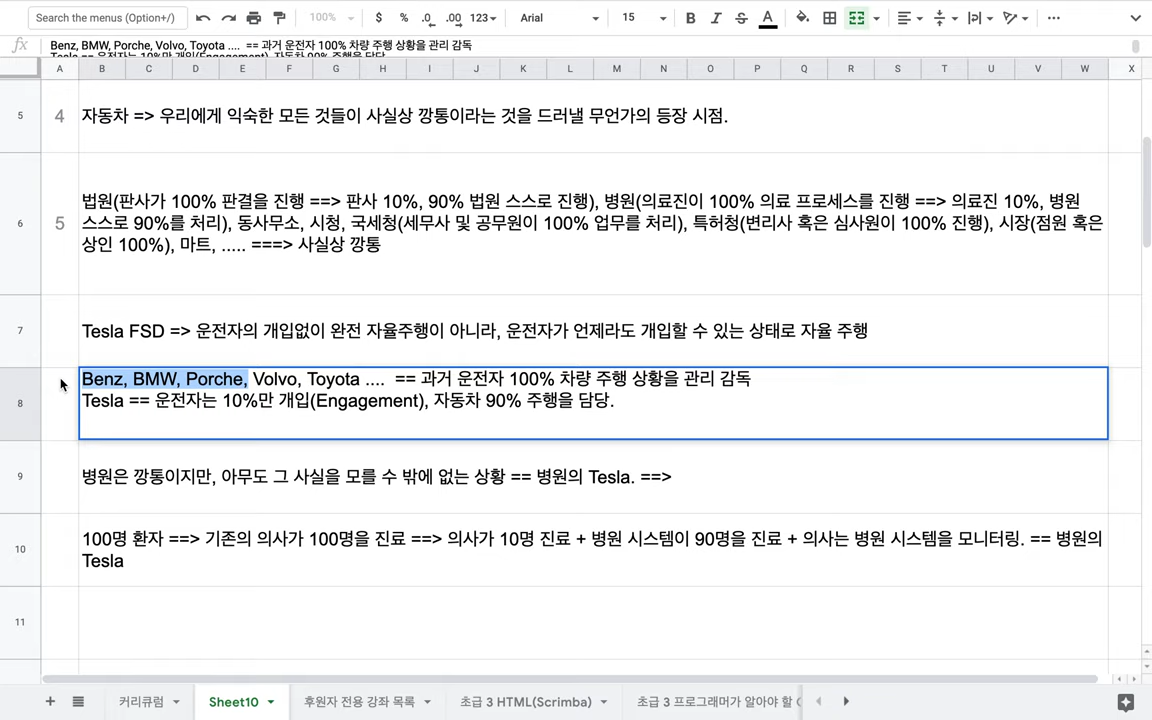 Search the menus (Option+/)
100%
$ % .0 .00 123
Arial
15
B I S A
fx
Benz, BMW, Porche, Volvo, Toyota .... == 과거 운전자 100% 차량 주행 상황을 관리 감독
Tesla == 운전자는 10%만 개입(Engagement), 자동차 90% 주행을 담당.
A B C D E F G H I J K L M N O P Q R S T U V W X
5
4
자동차 => 우리에게 익숙한 모든 것들이 사실상 깡통이라는 것을 드러낼 무언가의 등장 시점.
법원(판사가 100% 판결을 진행 ==> 판사 10%, 90% 법원 스스로 진행), 병원(의료진이 100% 의료 프로세스를 진행 ==> 의료진 10%, 병원
6
5
스스로 90%를 처리), 동사무소, 시청, 국세청(세무사 및 공무원이 100% 업무를 처리), 특허청(변리사 혹은 심사원이 100% 진행), 시장(점원 혹은
상인 100%), 마트, ..... ===> 사실상 깡통
7
Tesla FSD => 운전자의 개입없이 완전 자율주행이 아니라, 운전자가 언제라도 개입할 수 있는 상태로 자율 주행
Benz, BMW, Porche, Volvo, Toyota .... == 과거 운전자 100% 차량 주행 상황을 관리 감독
8
Tesla == 운전자는 10%만 개입(Engagement), 자동차 90% 주행을 담당.
9
병원은 깡통이지만, 아무도 그 사실을 모를 수 밖에 없는 상황 == 병원의 Tesla. ==>
10
100명 환자 ==> 기존의 의사가 100명을 진료 ==> 의사가 10명 진료 + 병원 시스템이 90명을 진료 + 의사는 병원 시스템을 모니터링. == 병원의
Tesla
11
커리큐럼
Sheet10
후원자 전용 강좌 목록
초급 3 HTML(Scrimba)
초급 3 프로그래머가 알아야 할